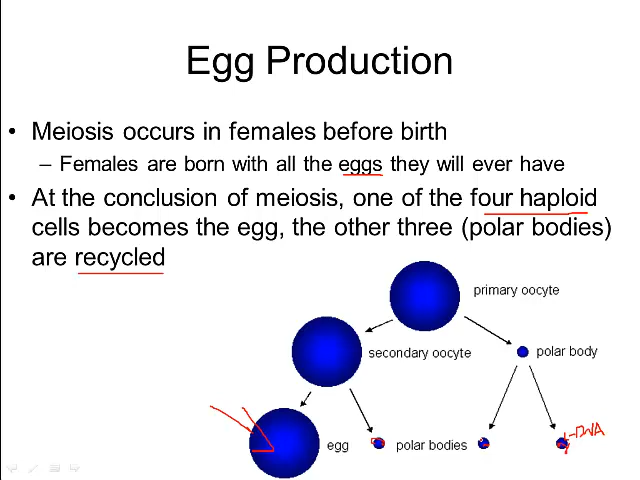 Egg Production
• Meiosis occurs in females before birth
– Females are born with all the eggs they will ever have
• At the conclusion of meiosis, one of the four haploid
cells becomes the egg, the other three (polar bodies)
are recycled
primary oocyte
secondary oocyte
polar body
egg
polar bodies
DNA